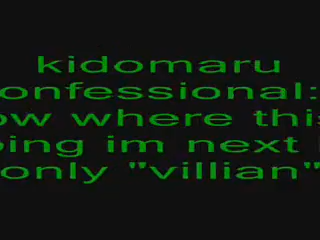 kidomaru
onfessional:
ow where this
oing im next
only "villian"